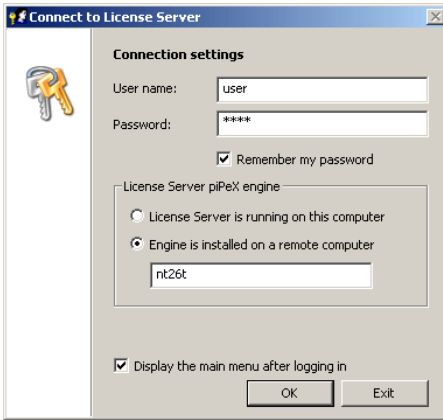 Connect to License Server
Connection settings
User name: user
Password: ****
Remember my password
License Server piPeX engine
License Server is running on this computer
Engine is installed on a remote computer
nt26t
Display the main menu after logging in
OK Exit